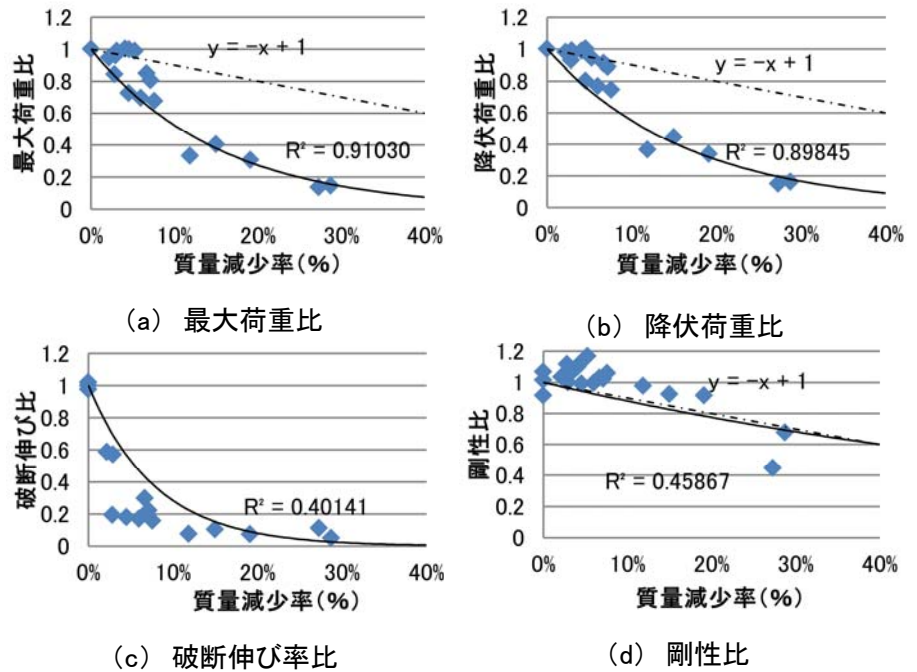 最大荷重比
1.2
1
0.8
0.6
0.4
0.2
0
y = −x + 1
R² = 0.91030
0% 10% 20% 30% 40%
質量減少率(%)
(a) 最大荷重比
降伏荷重比
1.2
1
0.8
0.6
0.4
0.2
0
y = −x + 1
R² = 0.89845
0% 10% 20% 30% 40%
質量減少率(%)
(b) 降伏荷重比
破断伸び比
1.2
1
0.8
0.6
0.4
0.2
0
R² = 0.40141
0% 10% 20% 30% 40%
質量減少率(%)
(c) 破断伸び率比
剛性比
1.2
1
0.8
0.6
0.4
0.2
0
y = −x + 1
R² = 0.45867
0% 10% 20% 30% 40%
質量減少率(%)
(d) 剛性比